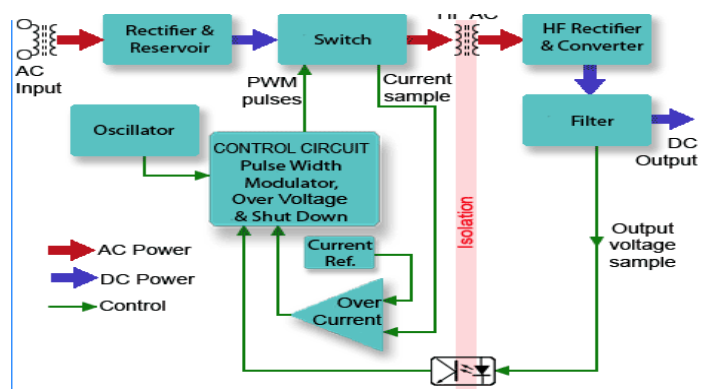 AC
Input
Rectifier &
Reservoir
Switch
HF AC
HF Rectifier
& Converter
PWM
pulses
Current
sample
Oscillator
CONTROL CIRCUIT
Pulse Width
Modulator,
Over Voltage
& Shut Down
Filter
DC
Output
Isolation
Output
voltage
sample
AC Power
DC Power
Control
Current
Ref.
Over
Current